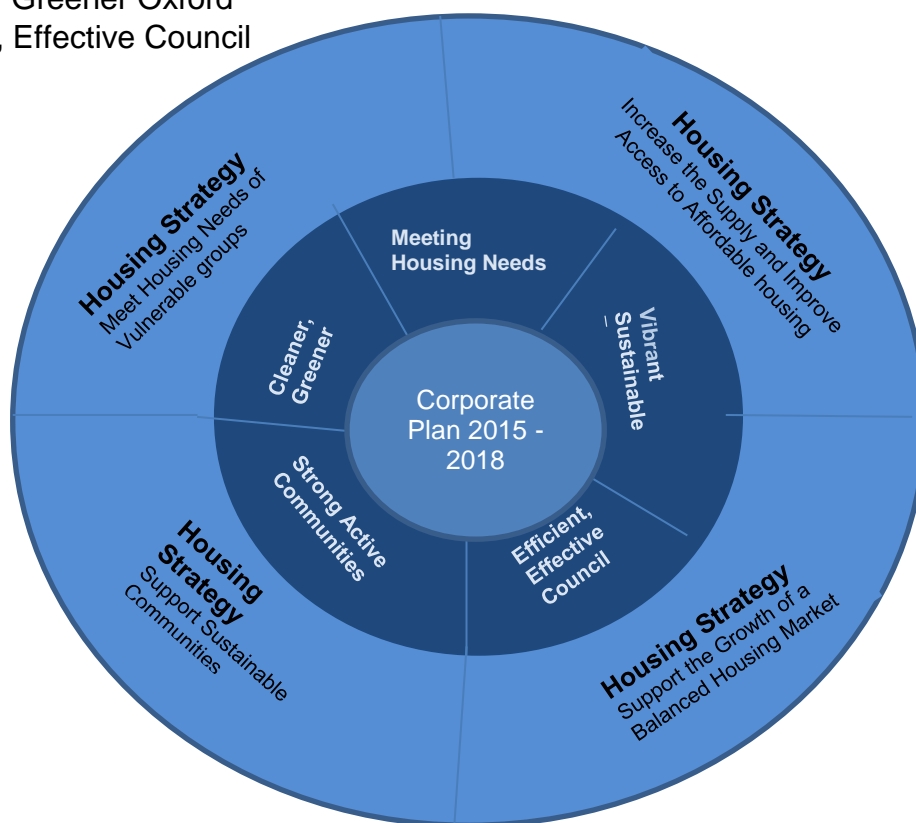 Greener Oxford
, Effective Council
Housing Strategy
Meet Housing Needs of
Vulnerable groups
Housing Strategy
Increase the Supply and Improve
Access to Affordable housing
Meeting
Housing Needs
Cleaner,
Greener
Vibrant
_ Sustainable
Corporate
Plan 2015 -
2018
Strong Active
Communities
Efficient,
Effective
Council
Housing
Strategy
Support Sustainable
Communities
Housing Strategy
Support the Growth of a
Balanced Housing Market